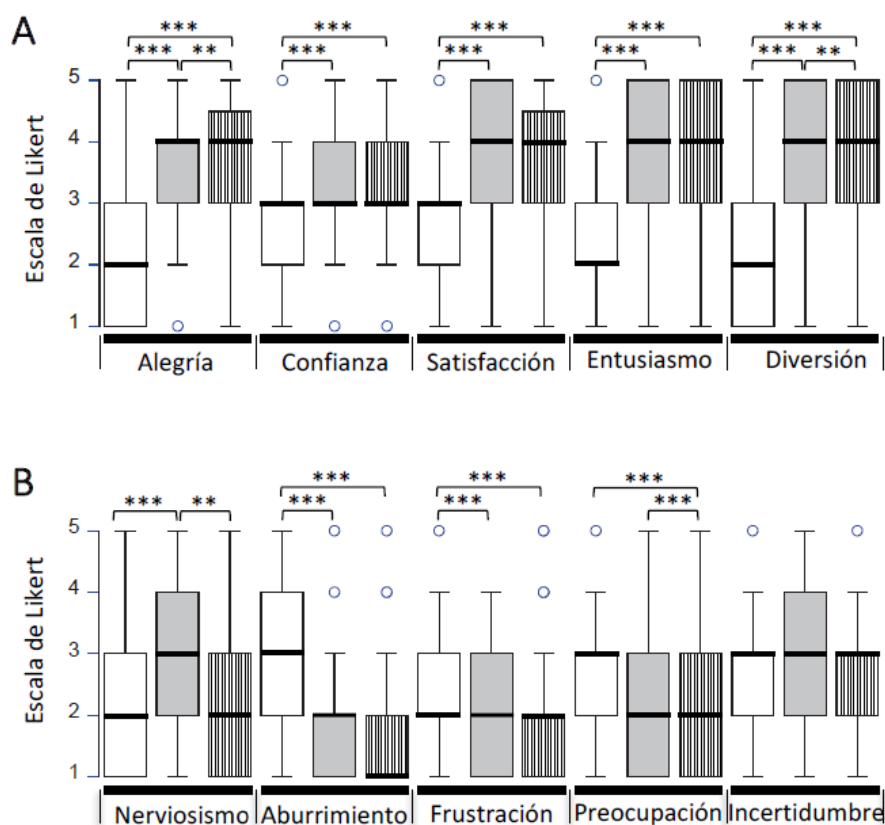 A
*** *** *** *** ***
*** ** *** *** *** *** **
5
4
3
2
1
Escala de Likert
Alegría Confianza Satisfacción Entusiasmo Diversión
B
*** *** ***
*** ** *** *** ***
5
4
3
2
1
Escala de Likert
Nerviosismo Aburrimiento Frustración Preocupación Incertidumbre